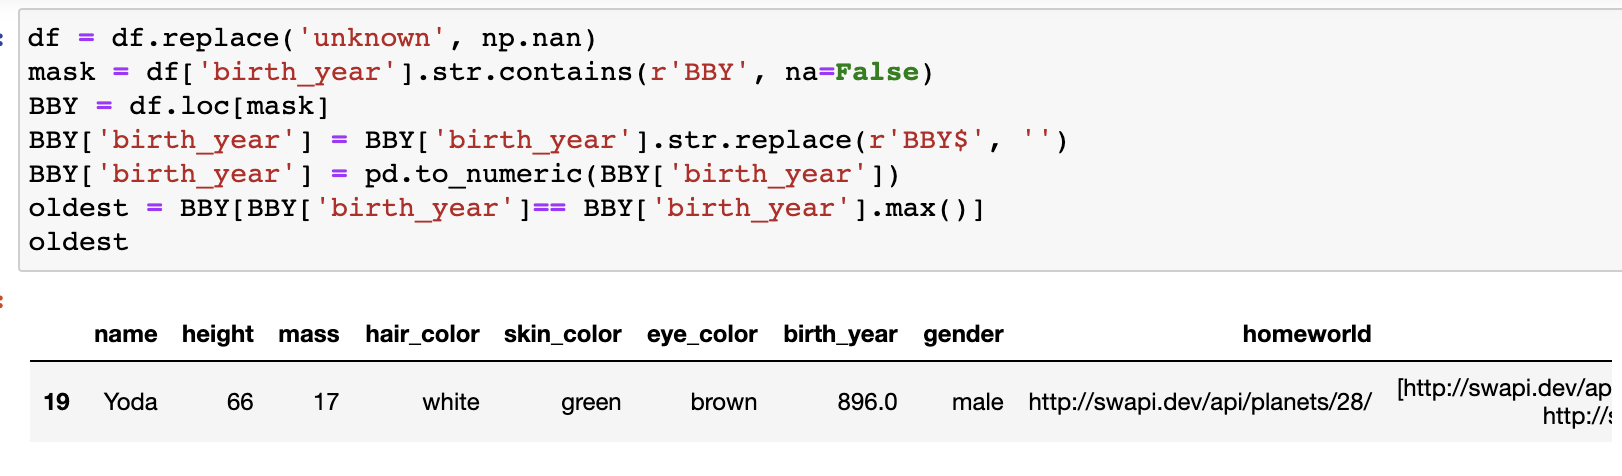 df = df.replace('unknown', np.nan)
mask = df['birth_year'].str.contains(r'BBY', na=False)
BBY = df.loc[mask]
BBY['birth_year'] = BBY['birth_year'].str.replace(r'BBY$', '')
BBY['birth_year'] = pd.to_numeric(BBY['birth_year'])
oldest = BBY[BBY['birth_year']== BBY['birth_year'].max()]
oldest
name height mass hair_color skin_color eye_color birth_year gender homeworld
19 Yoda 66 17 white green brown 896.0 male http://swapi.dev/api/planets/28/ [http://swapi.dev/ap
http://